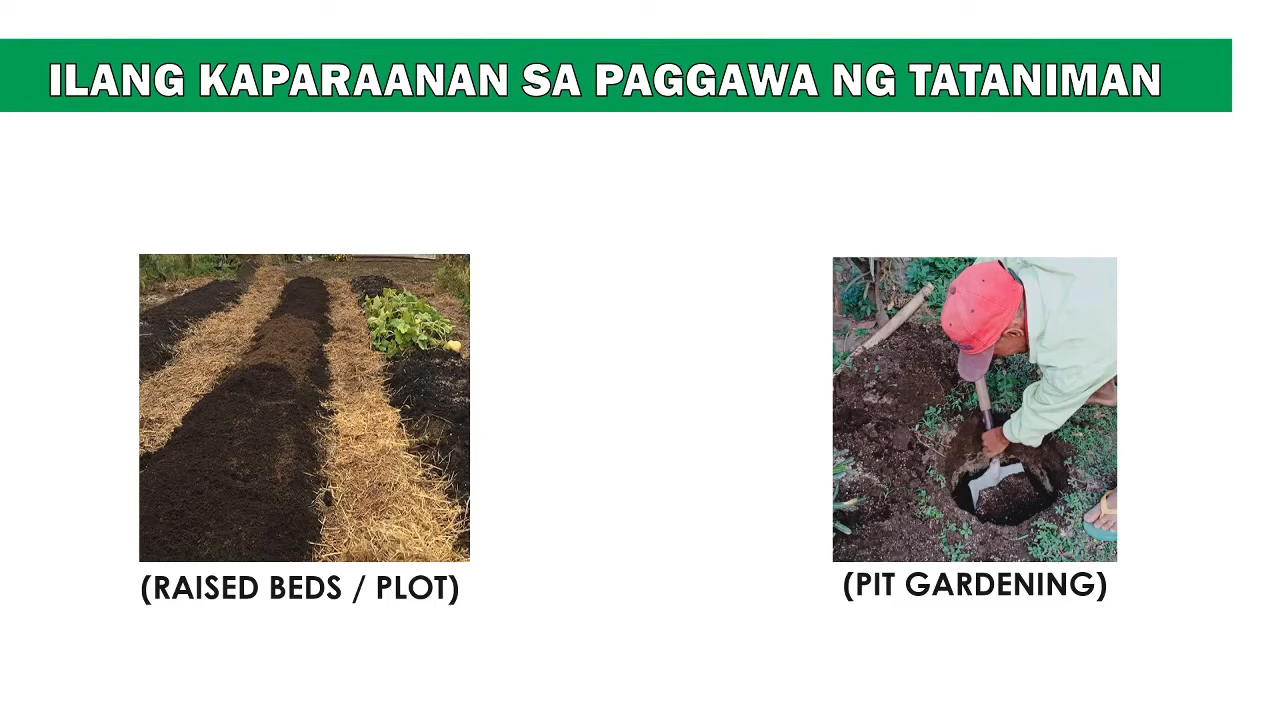 ILANG KAPARAANAN SA PAGGAWA NG TATANIMAN
(RAISED BEDS / PLOT)
(PIT GARDENING)